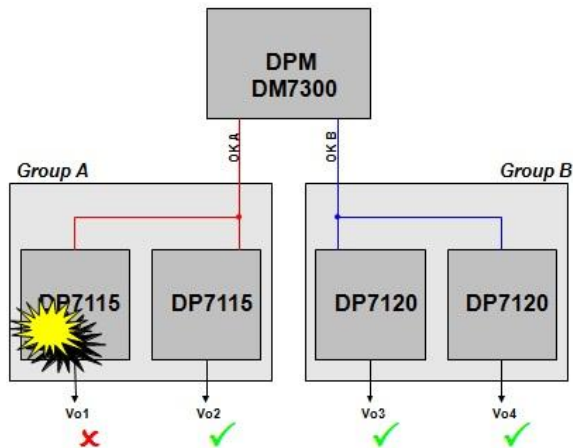 DPM
DM7300
OK A
OK B
Group A
Group B
DP7115
DP7115
DP7120
DP7120
Vo1
Vo2
Vo3
Vo4